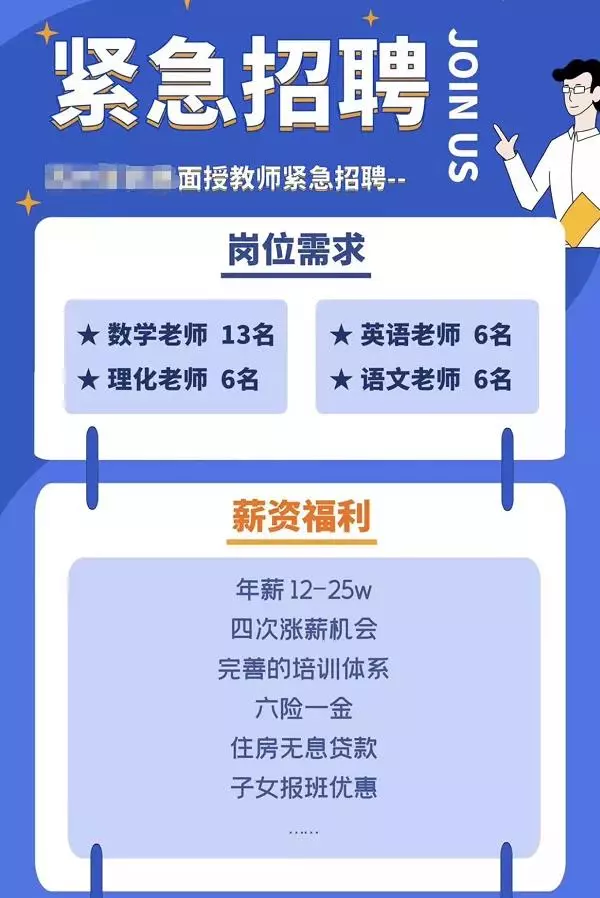 紧急招聘
JOIN US
面授教师紧急招聘--
岗位需求
★ 数学老师 13名
★ 英语老师 6名
★ 理化老师 6名
★ 语文老师 6名
薪资福利
年薪12-25w
四次涨薪机会
完善的培训体系
六险一金
住房无息贷款
子女报班优惠
……